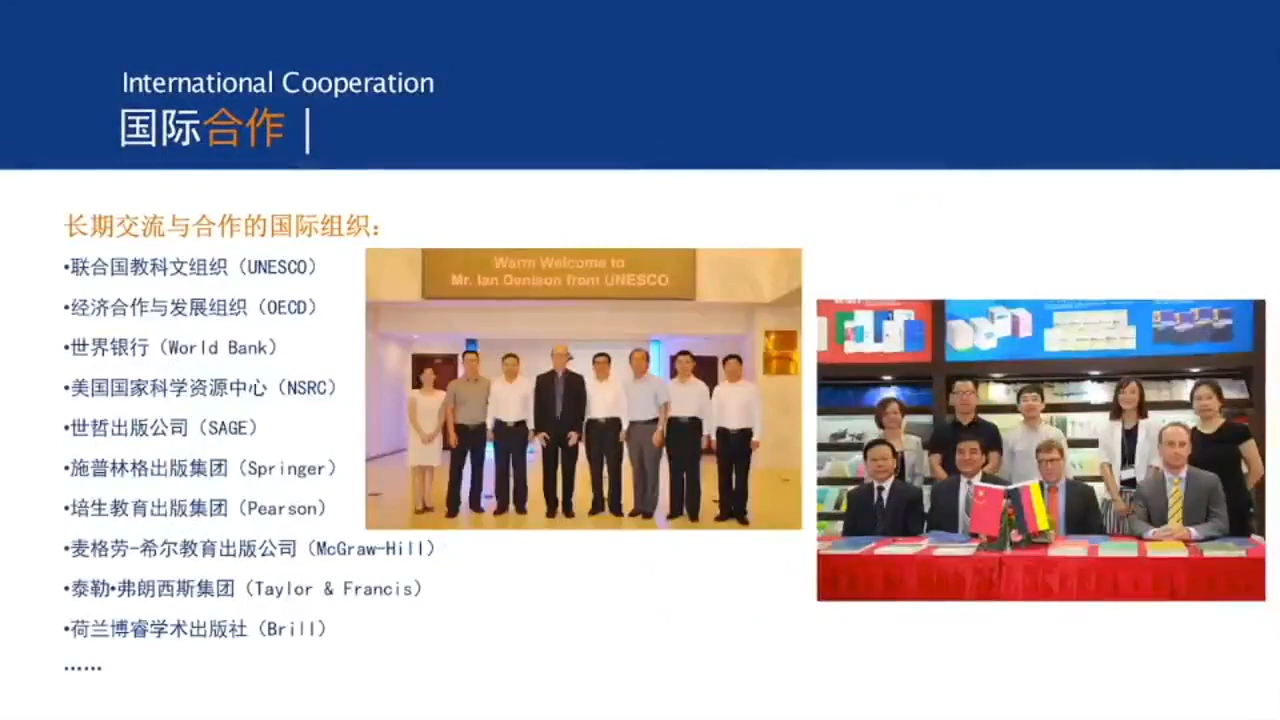 International Cooperation
国际合作 |
长期交流与合作的国际组织：
•联合国教科文组织（UNESCO）
•经济合作与发展组织（OECD）
•世界银行（World Bank）
•美国国家科学资源中心（NSRC）
•世哲出版公司（SAGE）
•施普林格出版集团（Springer）
•培生教育出版集团（Pearson）
•麦格劳-希尔教育出版公司（McGraw-Hill）
•泰勒•弗朗西斯集团（Taylor & Francis）
•荷兰博睿学术出版社（Brill）
……
Warm Welcome to
Mr. Ian Denison from UNESCO